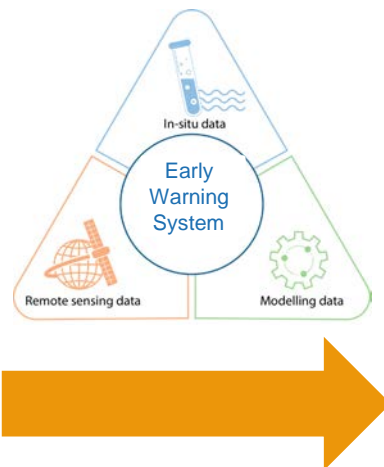 In-situ data
Early
Warning
System
Remote sensing data
Modelling data